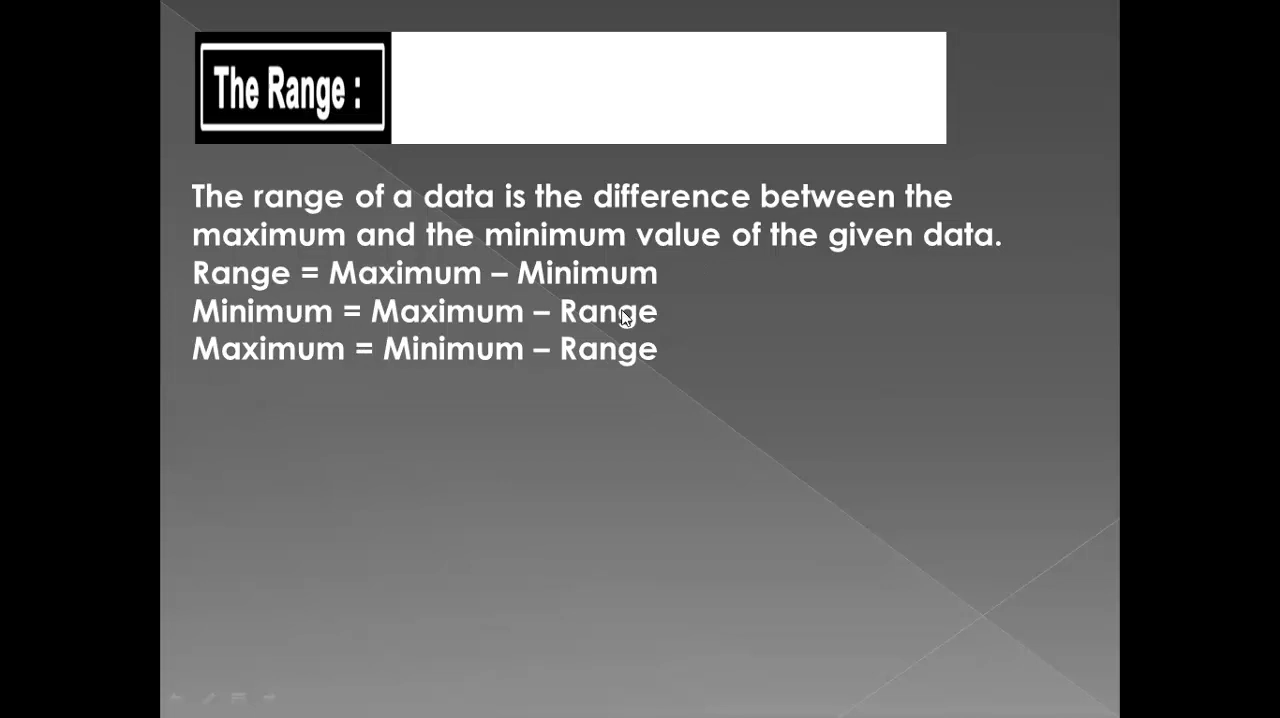 The Range :
The range of a data is the difference between the
maximum and the minimum value of the given data.
Range = Maximum – Minimum
Minimum = Maximum – Range
Maximum = Minimum – Range